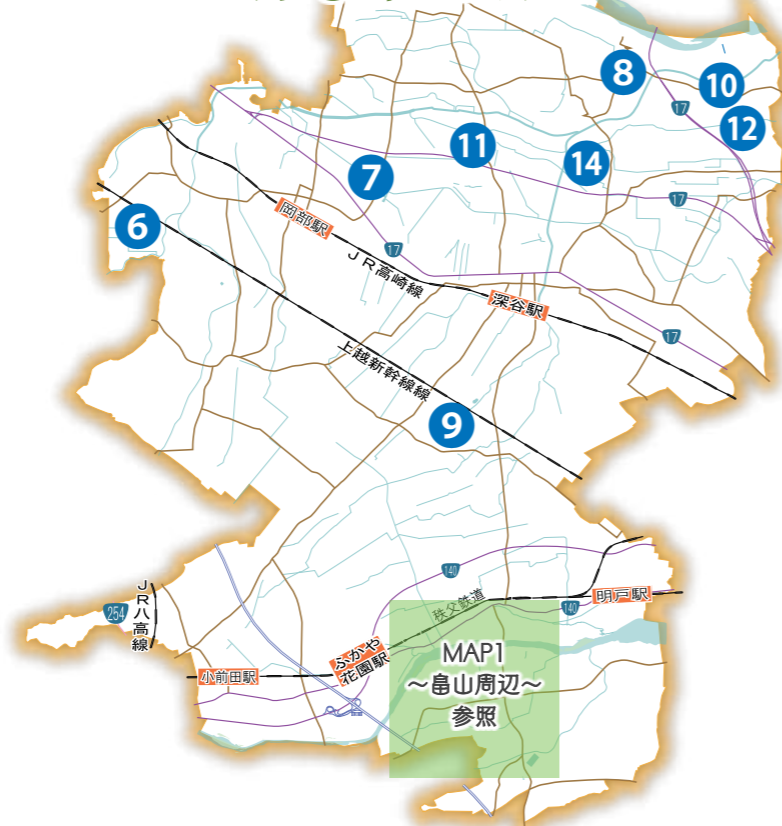 8
10
17
12
11
14
7
17
6
岡部駅
17
JR高崎線
深谷駅
17
上越新幹線線
9
140
254
JR八高線
秩父鉄道
140
明戸駅
小前田駅
ふかや
花園駅
MAP1
～畠山周辺～
参照